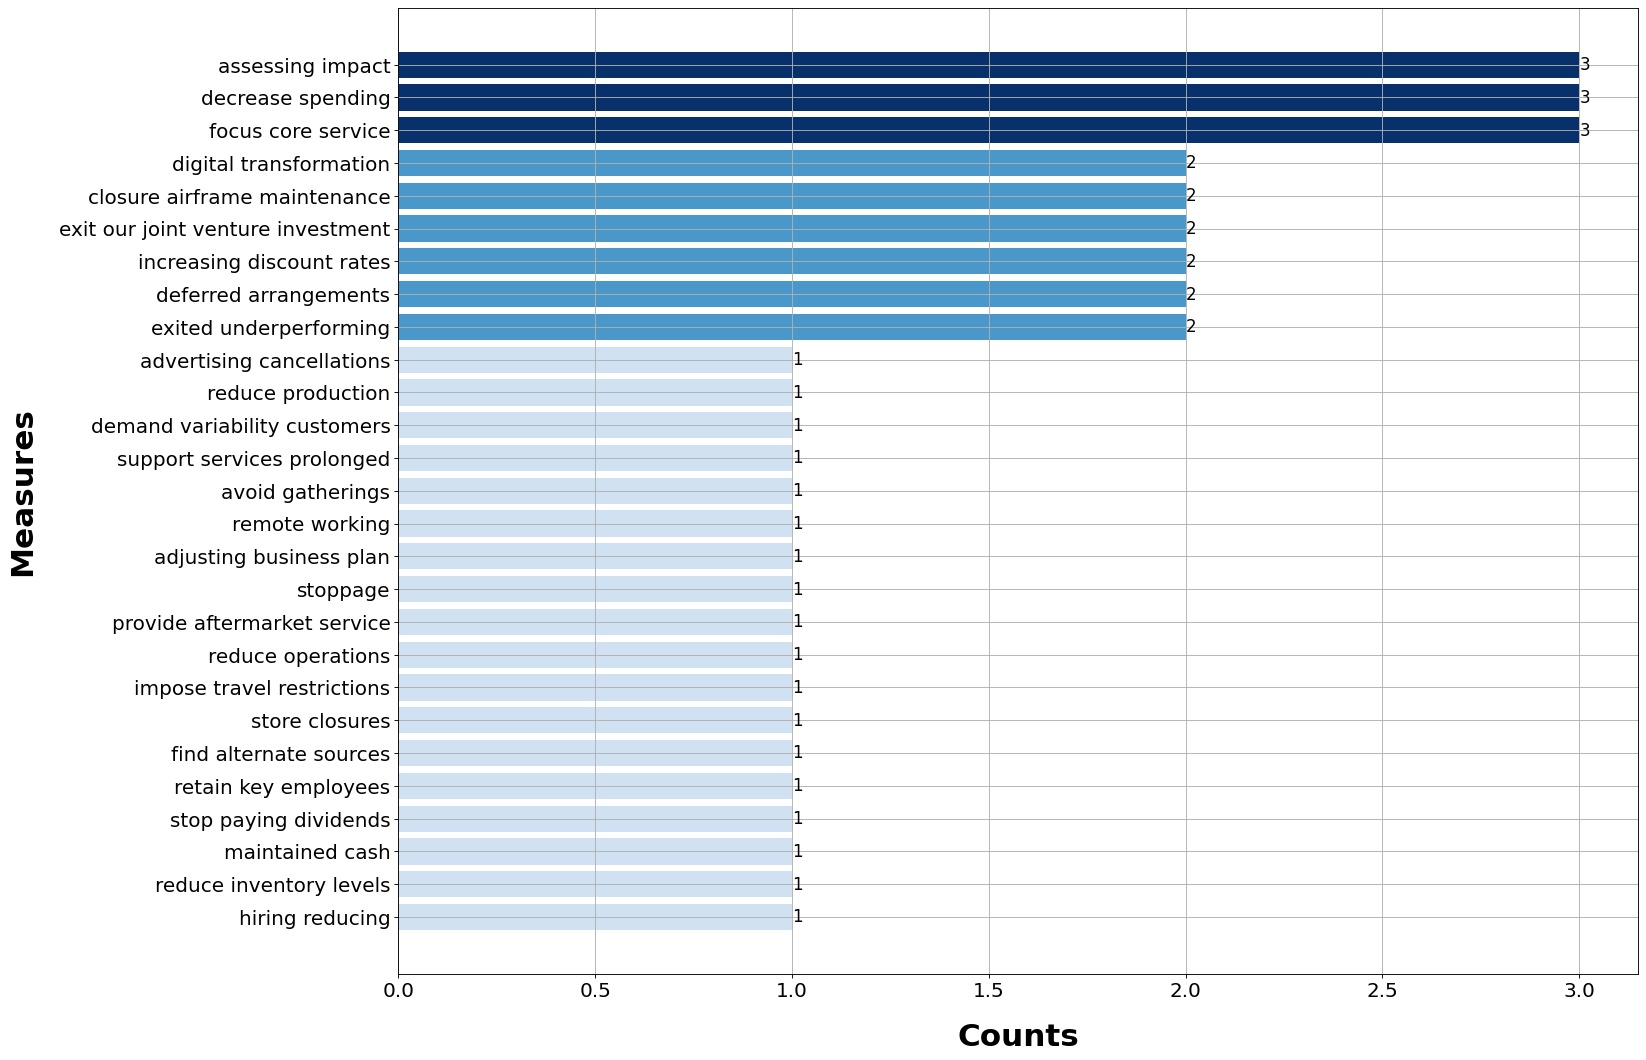 assessing impact 3
decrease spending 3
focus core service 3
digital transformation 2
closure airframe maintenance 2
exit our joint venture investment 2
increasing discount rates 2
deferred arrangements 2
exited underperforming 2
advertising cancellations 1
reduce production 1
demand variability customers 1
support services prolonged 1
avoid gatherings 1
remote working 1
adjusting business plan 1
stoppage 1
provide aftermarket service 1
reduce operations 1
impose travel restrictions 1
store closures 1
find alternate sources 1
retain key employees 1
stop paying dividends 1
maintained cash 1
reduce inventory levels 1
hiring reducing 1
Measures
0.0 0.5 1.0 1.5 2.0 2.5 3.0
Counts